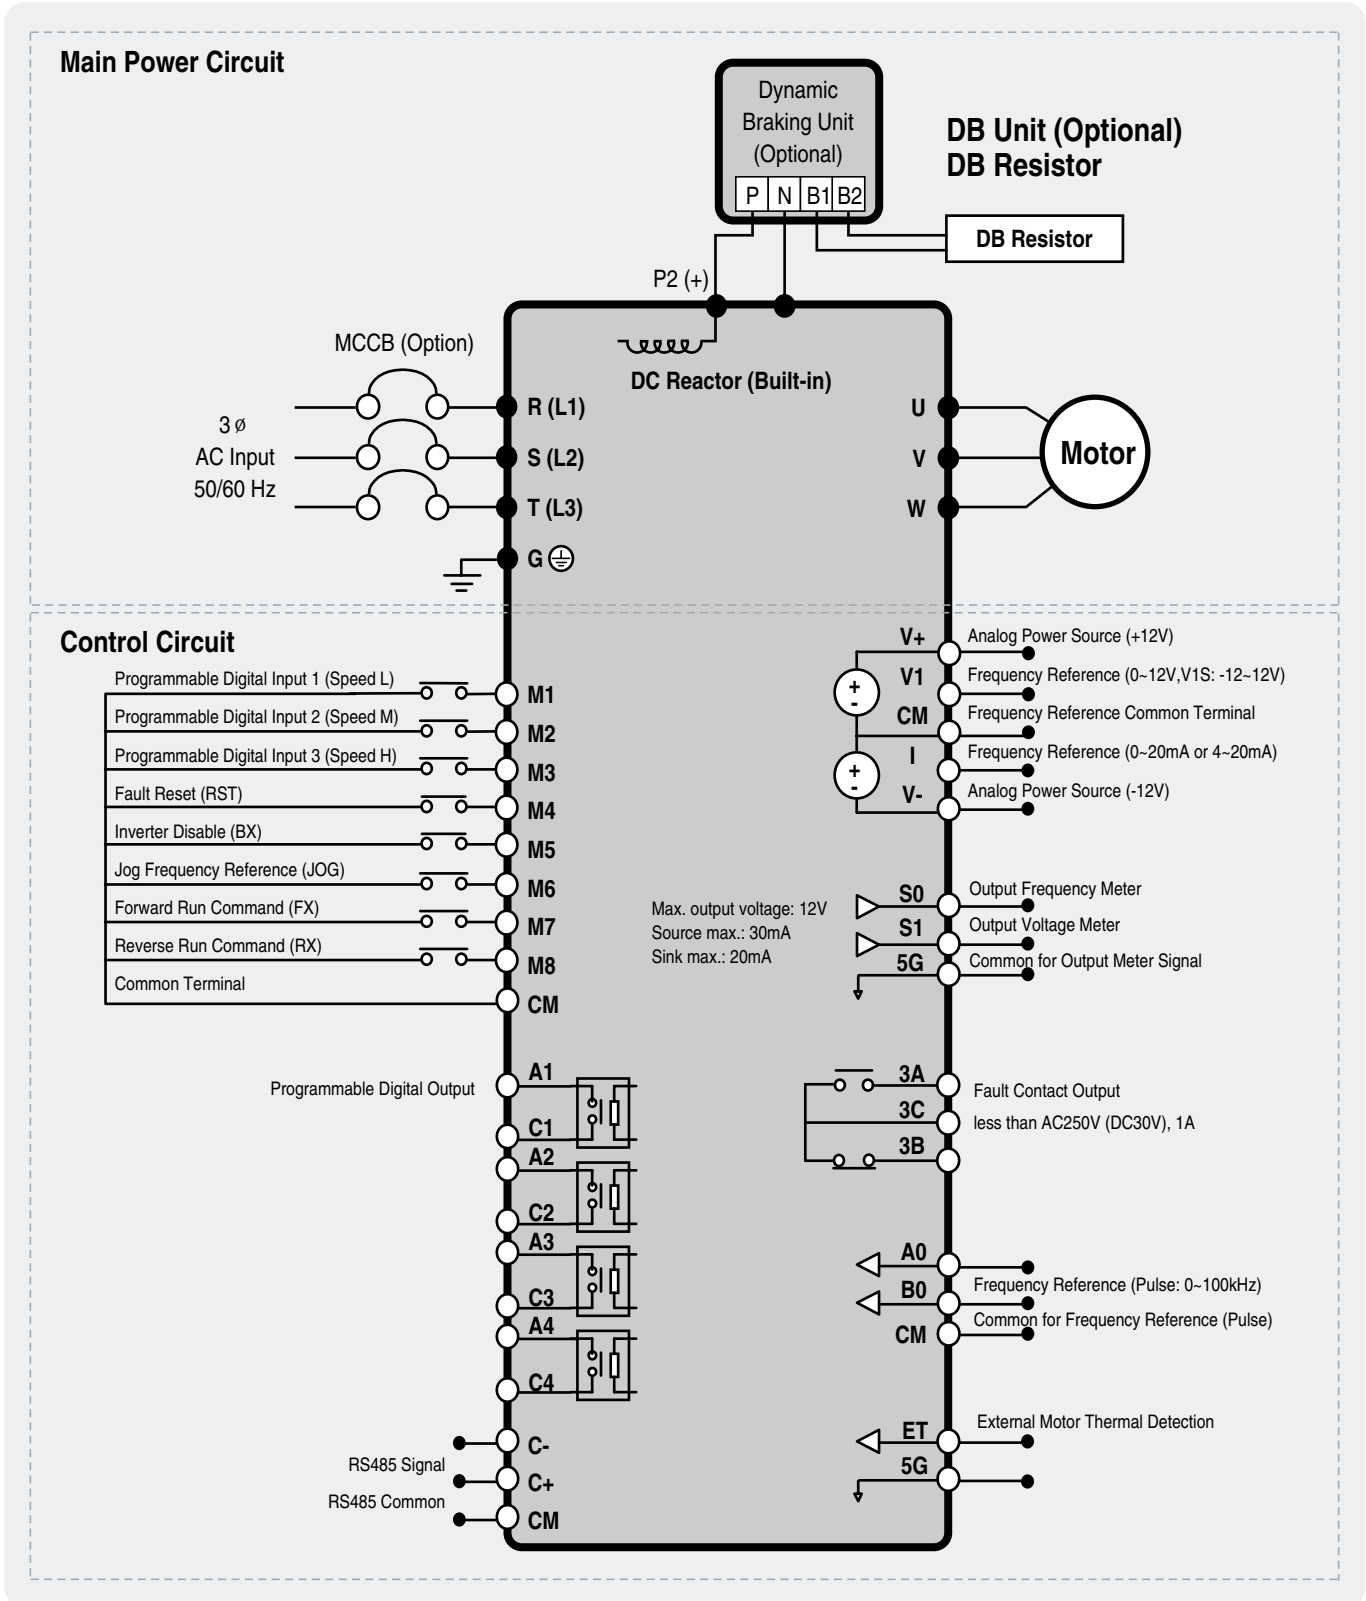 Main Power Circuit
Dynamic
Braking Unit
(Optional)
P N B1 B2
DB Unit (Optional)
DB Resistor
DB Resistor
P2 (+)
MCCB (Option)
DC Reactor (Built-in)
3 ø
AC Input
50/60 Hz
R (L1)
S (L2)
T (L3)
G
U
V
W
Motor
Control Circuit
Programmable Digital Input 1 (Speed L)
M1
Programmable Digital Input 2 (Speed M)
M2
Programmable Digital Input 3 (Speed H)
M3
Fault Reset (RST)
M4
Inverter Disable (BX)
M5
Jog Frequency Reference (JOG)
M6
Forward Run Command (FX)
M7
Reverse Run Command (RX)
M8
Common Terminal
CM
V+
Analog Power Source (+12V)
V1
Frequency Reference (0~12V,V1S: -12~12V)
CM
Frequency Reference Common Terminal
I
Frequency Reference (0~20mA or 4~20mA)
V-
Analog Power Source (-12V)
+
-
+
-
Max. output voltage: 12V
Source max.: 30mA
Sink max.: 20mA
S0
Output Frequency Meter
S1
Output Voltage Meter
5G
Common for Output Meter Signal
Programmable Digital Output
A1
C1
A2
C2
A3
C3
A4
C4
3A
Fault Contact Output
3C
less than AC250V (DC30V), 1A
3B
A0
B0
Frequency Reference (Pulse: 0~100kHz)
CM
Common for Frequency Reference (Pulse)
ET
External Motor Thermal Detection
5G
C-
RS485 Signal
C+
RS485 Common
CM